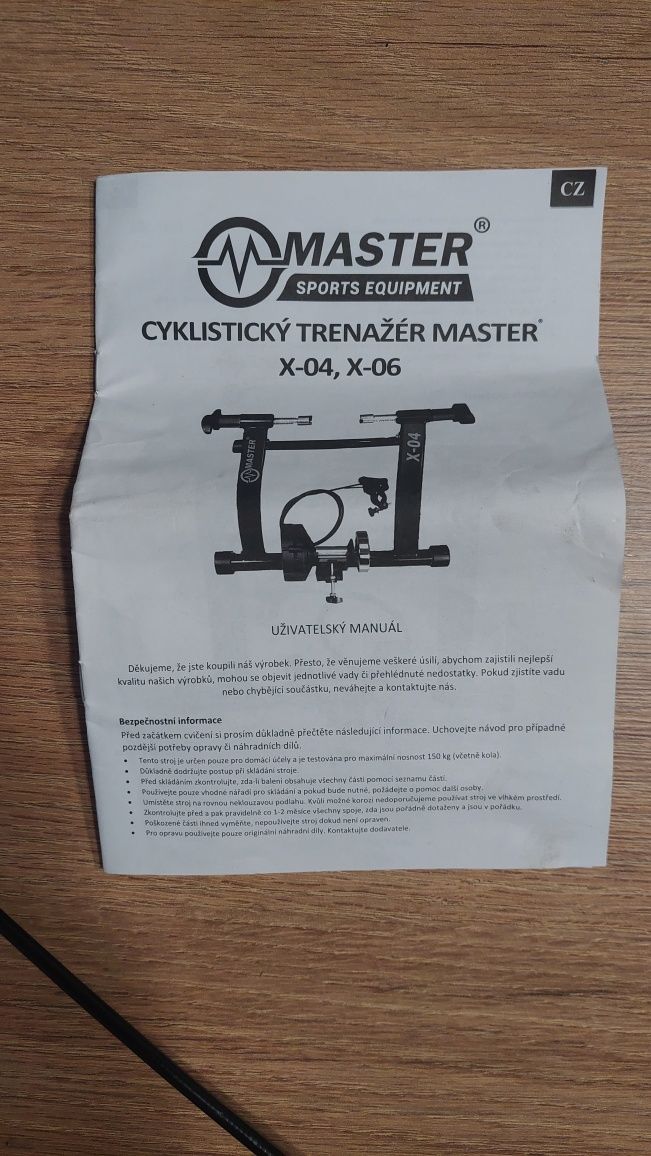 CZ
MASTER®
SPORTS EQUIPMENT
CYKLISTICKÝ TRENAŽÉR MASTER®
X-04, X-06
MASTER
X-04
UŽIVATELSKÝ MANUÁL
Děkujeme, že jste koupili náš výrobek. Přesto, že věnujeme veškeré úsilí, abychom zajistili nejlepší
kvalitu našich výrobků, mohou se objevit jednotlivé vady či přehlédnuté nedostatky. Pokud zjistíte vadu
nebo chybějící součástku, neváhejte a kontaktujte nás.
Bezpečnostní informace
Před začátkem cvičení si prosím důkladně přečtěte následující informace. Uchovejte návod pro případné
pozdější potřeby opravy či náhradních dílů.
• Tento stroj je určen pouze pro domácí účely a je testována pro maximální nosnost 150 kg (včetně kola).
• Důkladně dodržujte postup při skládání stroje.
• Před skládáním zkontrolujte, zda-li balení obsahuje všechny části pomocí seznamu částí.
• Používejte pouze vhodné nářadí pro skládání a pokud bude nutné, požádejte o pomoc další osoby.
• Umístěte stroj na rovnou neklouzavou podlahu. Kvůli možné korozi nedoporučujeme používat stroj ve vlhkém prostředí.
• Zkontrolujte před a pak pravidelně co 1-2 měsíce všechny spoje, zda jsou pořádně dotaženy a jsou v pořádku.
• Poškozené části ihned vyměňte, nepoužívejte stroj dokud není opraven.
• Pro opravu používejte pouze originální náhradní díly. Kontaktujte dodavatele.